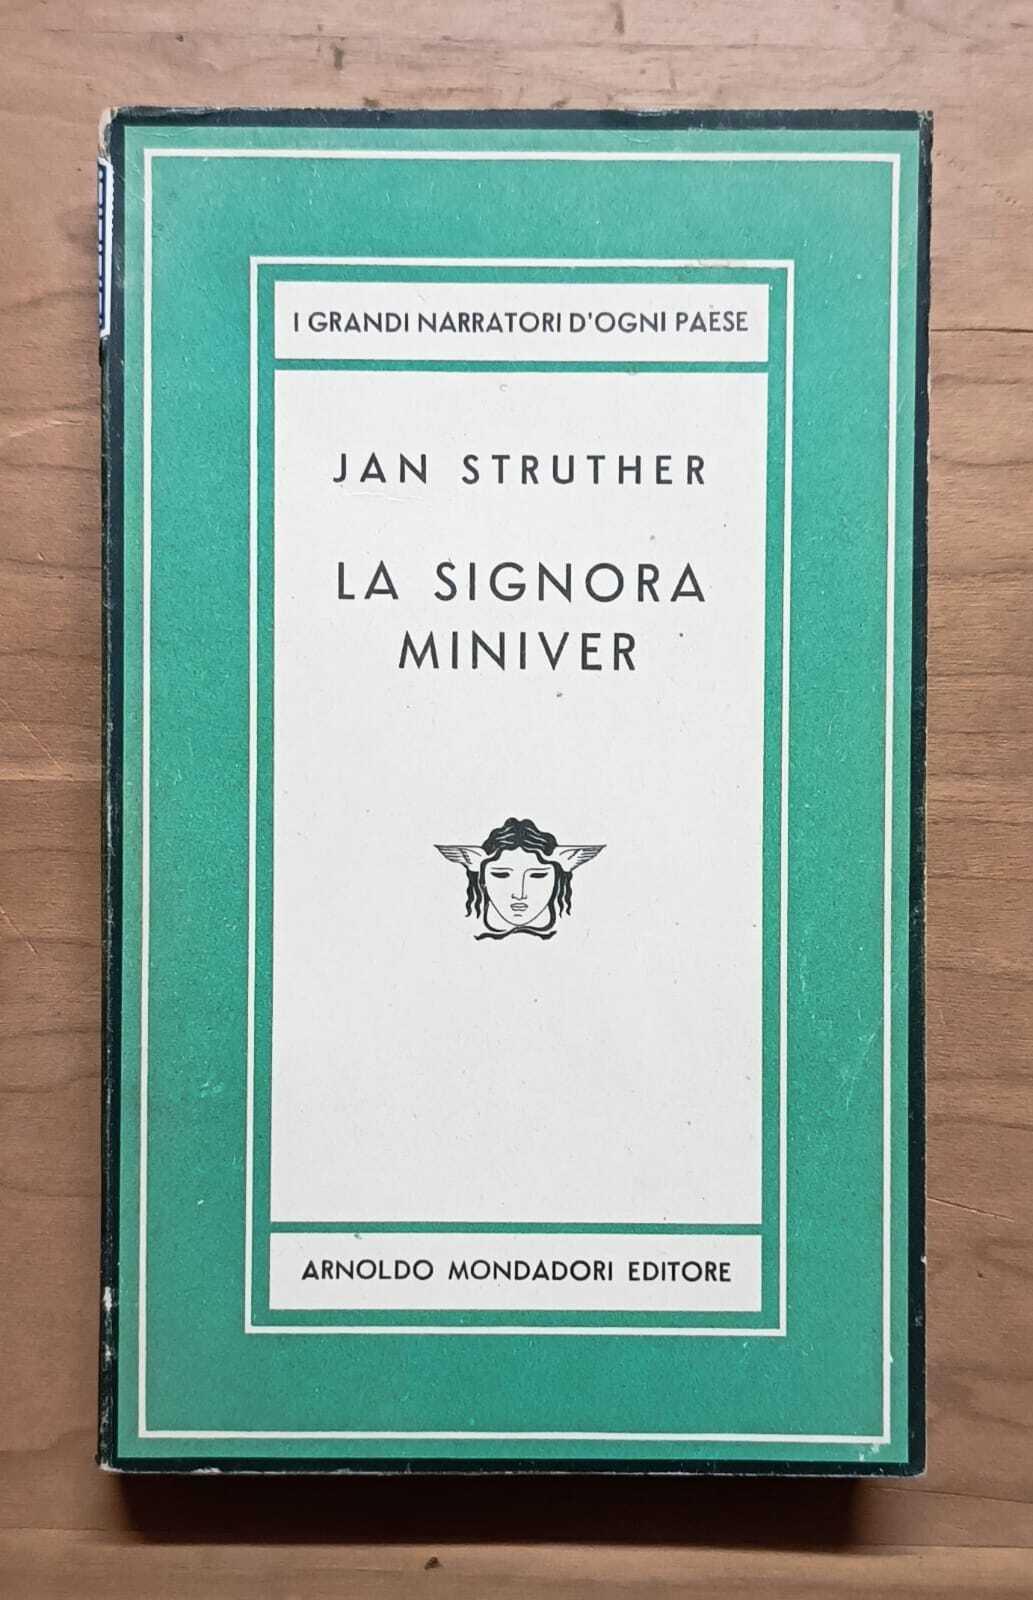 I GRANDI NARRATORI D'OGNI PAESE
JAN STRUTHER
LA SIGNORA
MINIVER
ARNOLDO MONDADORI EDITORE